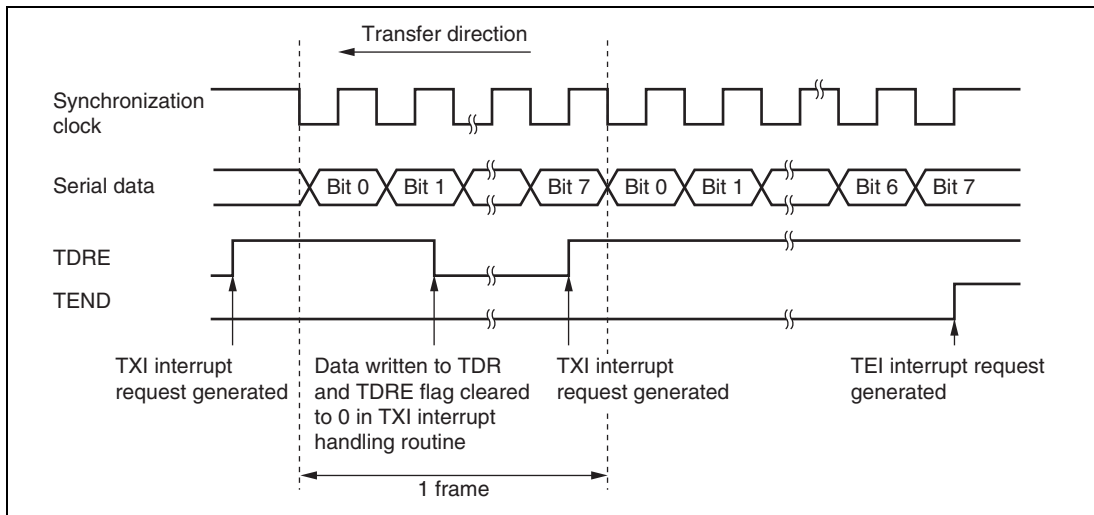 Transfer direction
Synchronization
clock
Serial data
Bit 0
Bit 1
Bit 7
Bit 0
Bit 1
Bit 6
Bit 7
TDRE
TEND
TXI interrupt
request generated
Data written to TDR
and TDRE flag cleared
to 0 in TXI interrupt
handling routine
TXI interrupt
request generated
TEI interrupt request
generated
1 frame